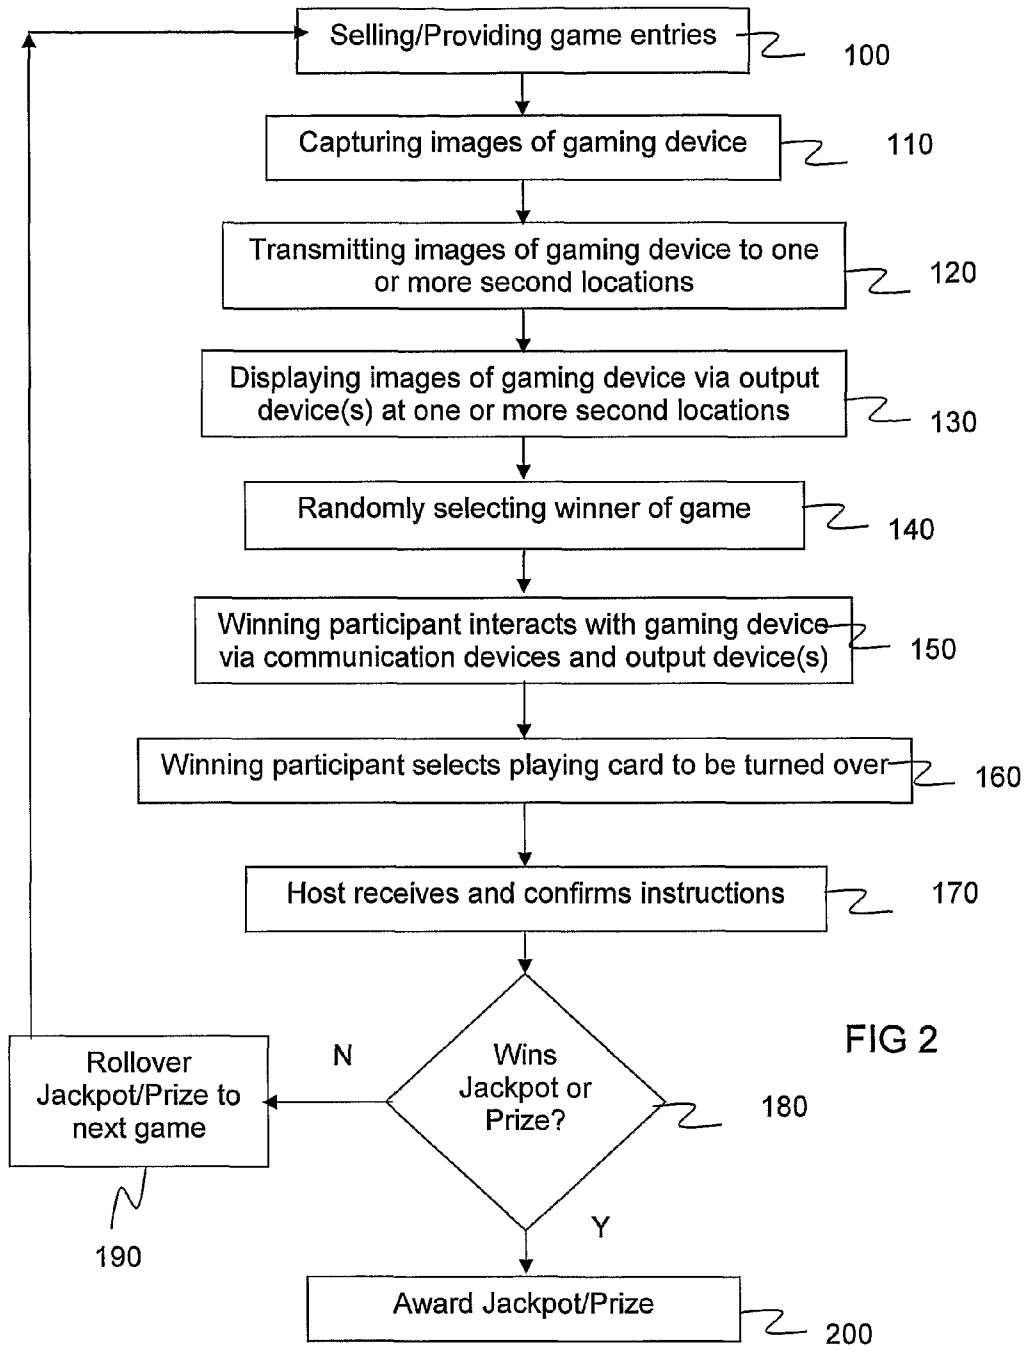 Selling/Providing game entries
100
Capturing images of gaming device
110
Transmitting images of gaming device to one
or more second locations
120
Displaying images of gaming device via output
device(s) at one or more second locations
130
Randomly selecting winner of game
140
Winning participant interacts with gaming device
via communication devices and output device(s)
150
Winning participant selects playing card to be turned over
160
Host receives and confirms instructions
170
FIG 2
Wins
Jackpot or
Prize?
180
N
Rollover
Jackpot/Prize to
next game
190
Y
Award Jackpot/Prize
200